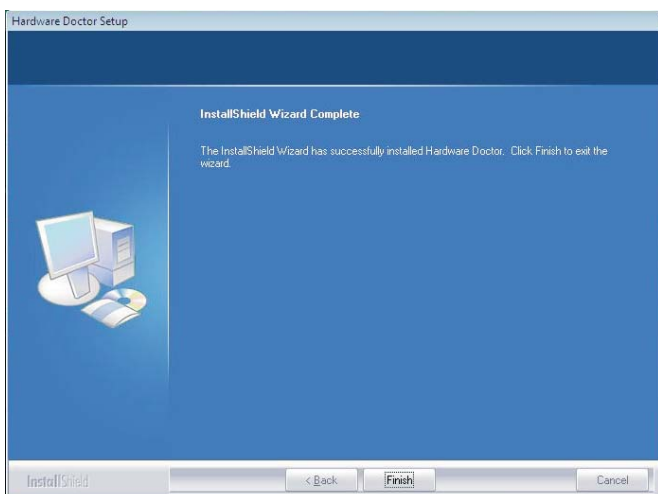 Hardware Doctor Setup
InstallShield Wizard Complete
The InstallShield Wizard has successfully installed Hardware Doctor. Click Finish to exit the
wizard.
InstallShield
< Back
Finish
Cancel